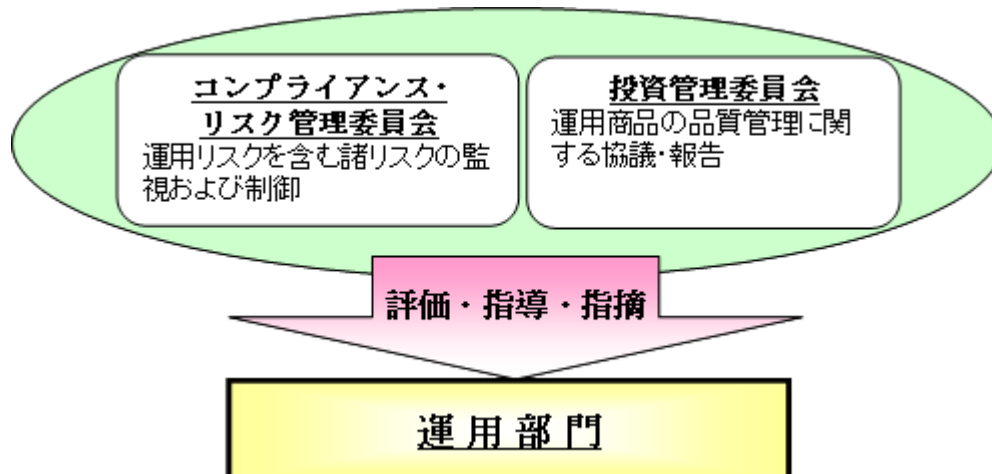 コンプライアンス・
リスク管理委員会
運用リスクを含む諸リスクの監
視および制御
投資管理委員会
運用商品の品質管理に関
する協議・報告
評価・指導・指摘
運用部門